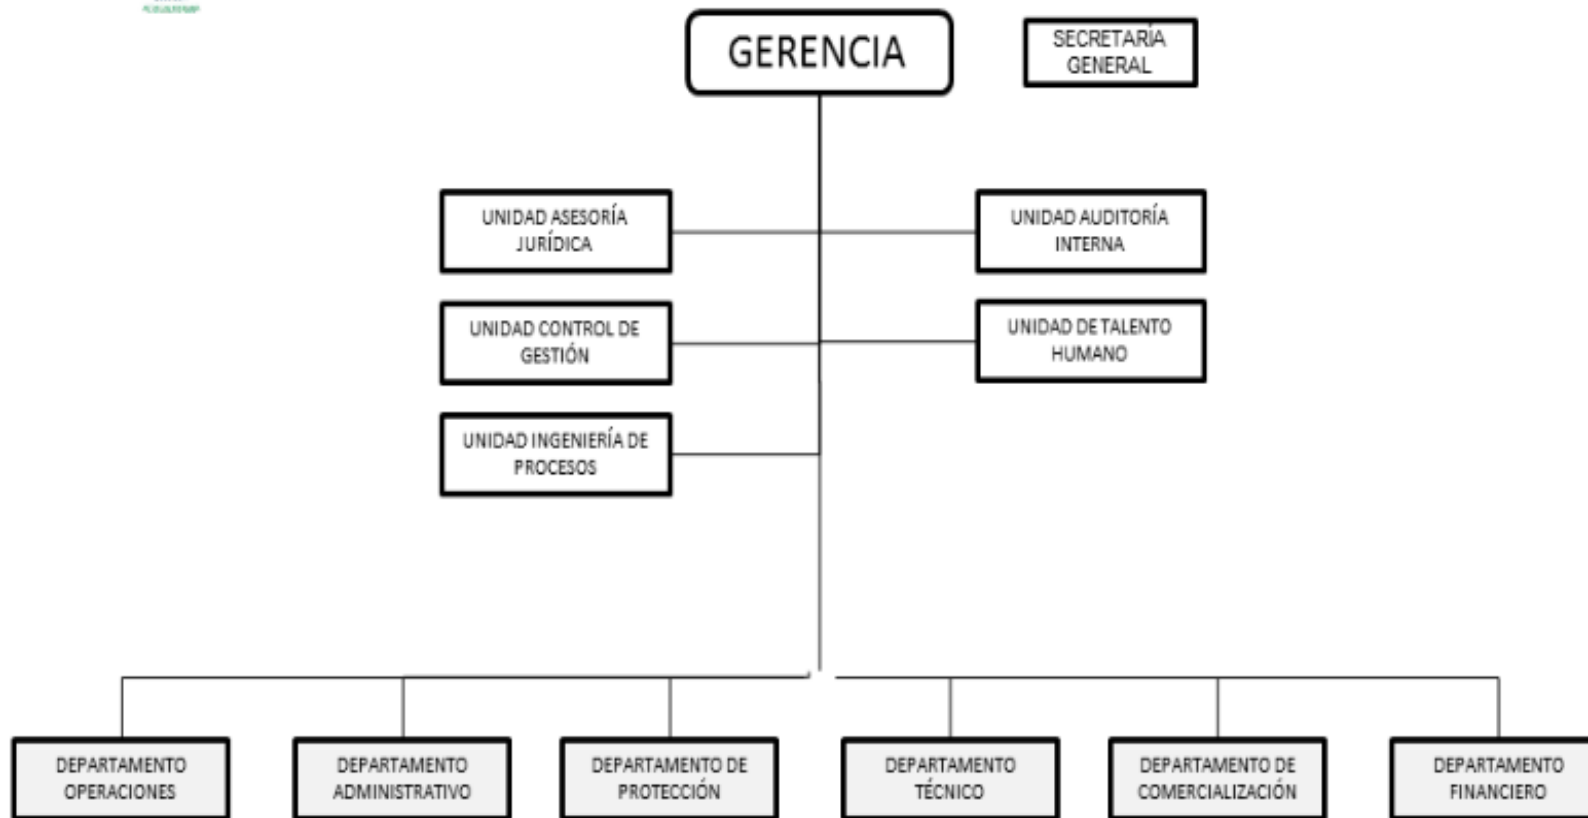 GERENCIA
SECRETARÍA
GENERAL
UNIDAD ASESORÍA
JURÍDICA
UNIDAD AUDITORÍA
INTERNA
UNIDAD CONTROL DE
GESTIÓN
UNIDAD DE TALENTO
HUMANO
UNIDAD INGENIERÍA DE
PROCESOS
DEPARTAMENTO
OPERACIONES
DEPARTAMENTO
ADMINISTRATIVO
DEPARTAMENTO DE
PROTECCIÓN
DEPARTAMENTO
TÉCNICO
DEPARTAMENTO DE
COMERCIALIZACIÓN
DEPARTAMENTO
FINANCIERO